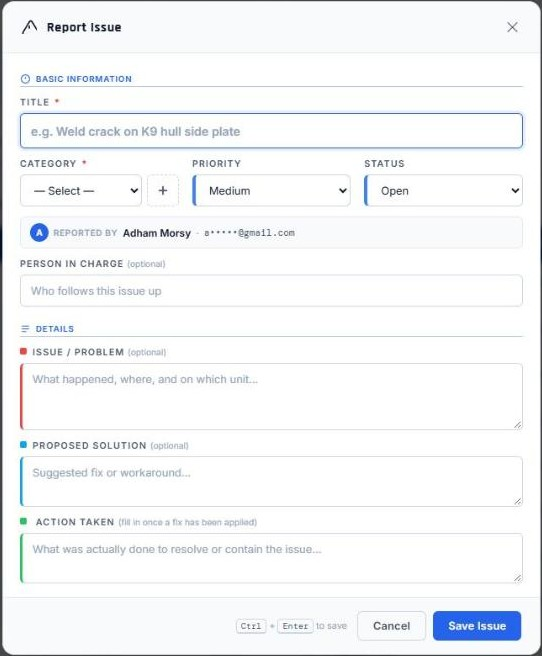 Report Issue
BASIC INFORMATION
TITLE *
e.g. Weld crack on K9 hull side plate
CATEGORY * PRIORITY STATUS
— Select — + Medium Open
A REPORTED BY Adham Morsy · a•••••@gmail.com
PERSON IN CHARGE (optional)
Who follows this issue up
DETAILS
ISSUE / PROBLEM (optional)
What happened, where, and on which unit...
PROPOSED SOLUTION (optional)
Suggested fix or workaround...
ACTION TAKEN (fill in once a fix has been applied)
What was actually done to resolve or contain the issue...
Ctrl + Enter to save Cancel Save Issue